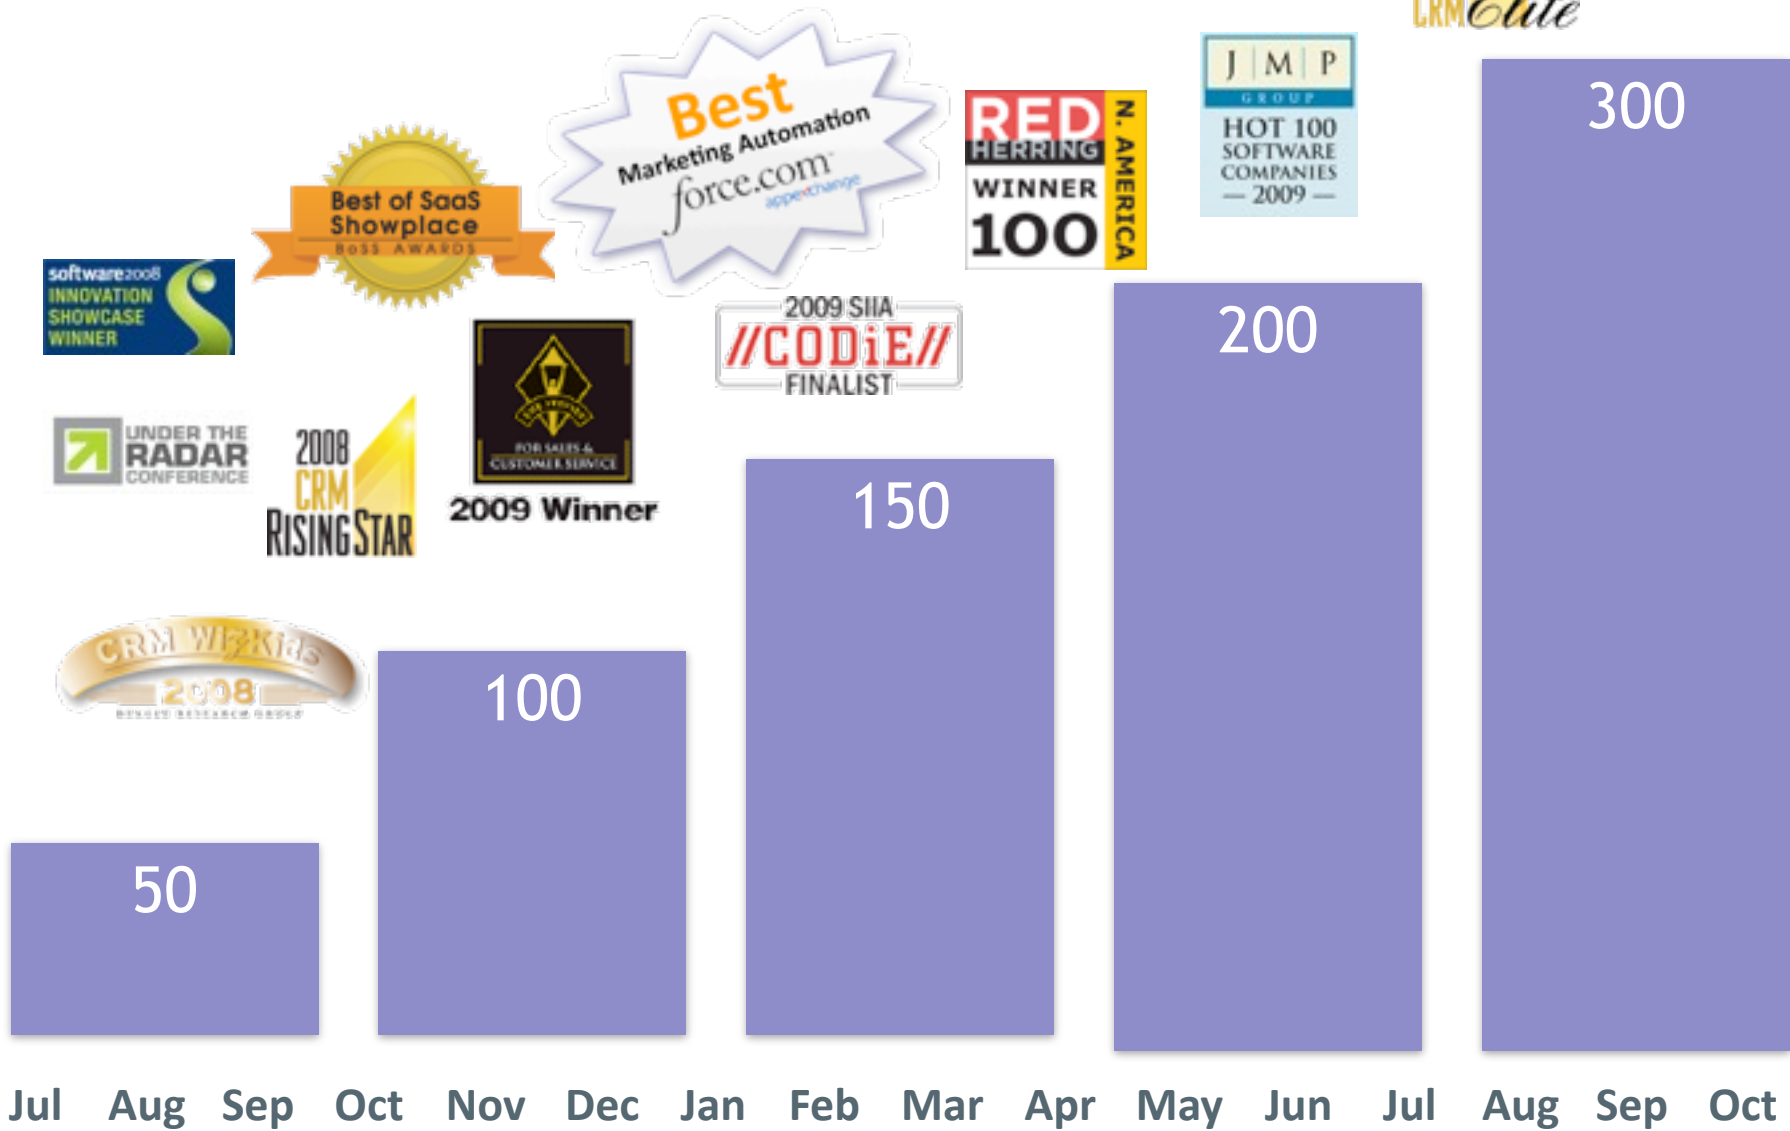 CRM Elite
J | M | P
GROUP
HOT 100
SOFTWARE
COMPANIES
— 2009 —
300
Best
Marketing Automation
force.com
appexchange
RED
HERRING
WINNER
100
N. AMERICA
Best of SaaS
Showplace
BoSS AWARDS
software2008
INNOVATION
SHOWCASE
WINNER
2009 SIIA
//CODiE//
FINALIST
200
FOR SALES &
CUSTOMER SERVICE
2009 Winner
UNDER THE
RADAR
CONFERENCE
2008
CRM
RISING STAR
150
CRM WizKids
2008
100
50
Jul Aug Sep Oct Nov Dec Jan Feb Mar Apr May Jun Jul Aug Sep Oct